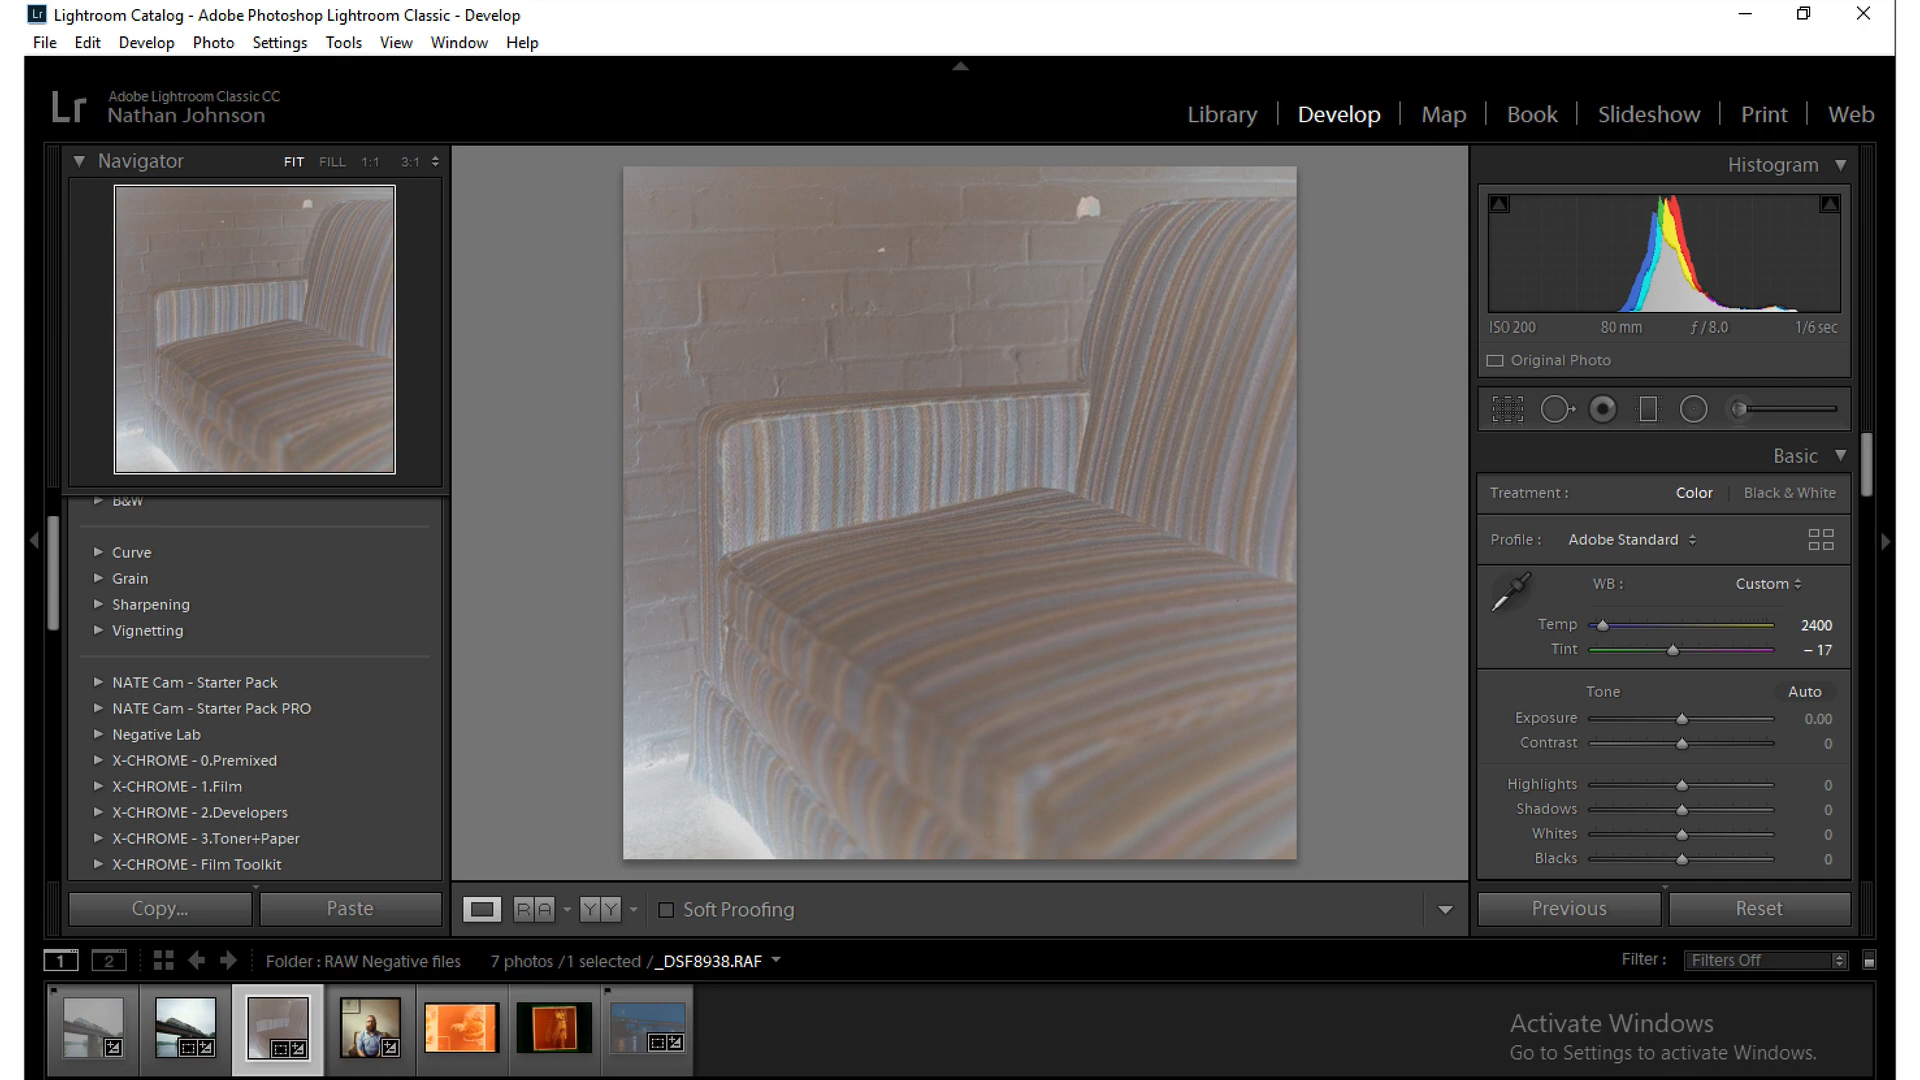 Lr Lightroom Catalog - Adobe Photoshop Lightroom Classic - Develop
File Edit Develop Photo Settings Tools View Window Help
Lr
Adobe Lightroom Classic CC
Nathan Johnson
Library | Develop | Map | Book | Slideshow | Print | Web
Navigator FIT FILL 1:1 3:1
B&W
Curve
Grain
Sharpening
Vignetting
NATE Cam - Starter Pack
NATE Cam - Starter Pack PRO
Negative Lab
X-CHROME - 0.Premixed
X-CHROME - 1.Film
X-CHROME - 2.Developers
X-CHROME - 3.Toner+Paper
X-CHROME - Film Toolkit
Copy... Paste
R A Y Y Soft Proofing
Histogram
ISO 200 80 mm ƒ / 8.0 1/6 sec
Original Photo
Basic
Treatment : Color Black & White
Profile : Adobe Standard
WB : Custom
Temp 2400
Tint – 17
Tone Auto
Exposure 0.00
Contrast 0
Highlights 0
Shadows 0
Whites 0
Blacks 0
Previous Reset
1 2 Folder : RAW Negative files 7 photos /1 selected /_DSF8938.RAF Filter : Filters Off
Activate Windows
Go to Settings to activate Windows.